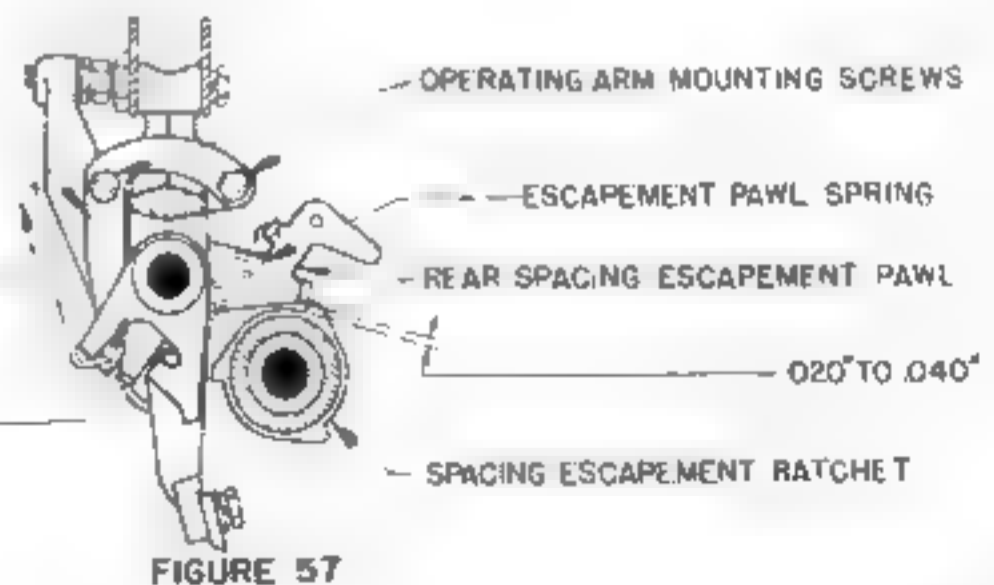 OPERATING ARM MOUNTING SCREWS
ESCAPEMENT PAWL SPRING
REAR SPACING ESCAPEMENT PAWL
.020" TO .040"
SPACING ESCAPEMENT RATCHET
FIGURE 57